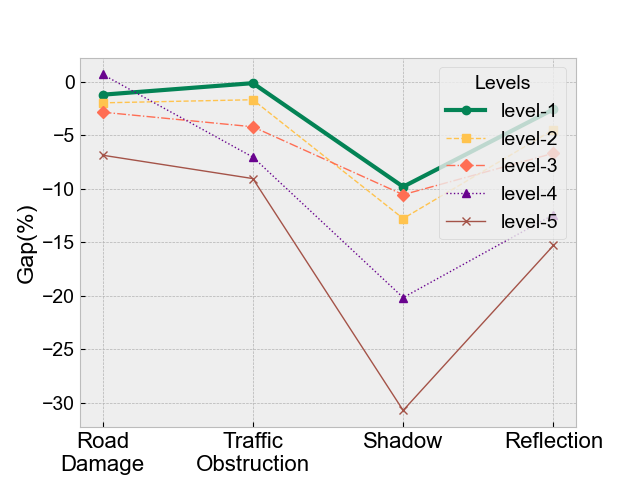 Levels
level-1
level-2
level-3
level-4
level-5
Gap(%)
0
−5
−10
−15
−20
−25
−30
Road
Damage
Traffic
Obstruction
Shadow
Reflection